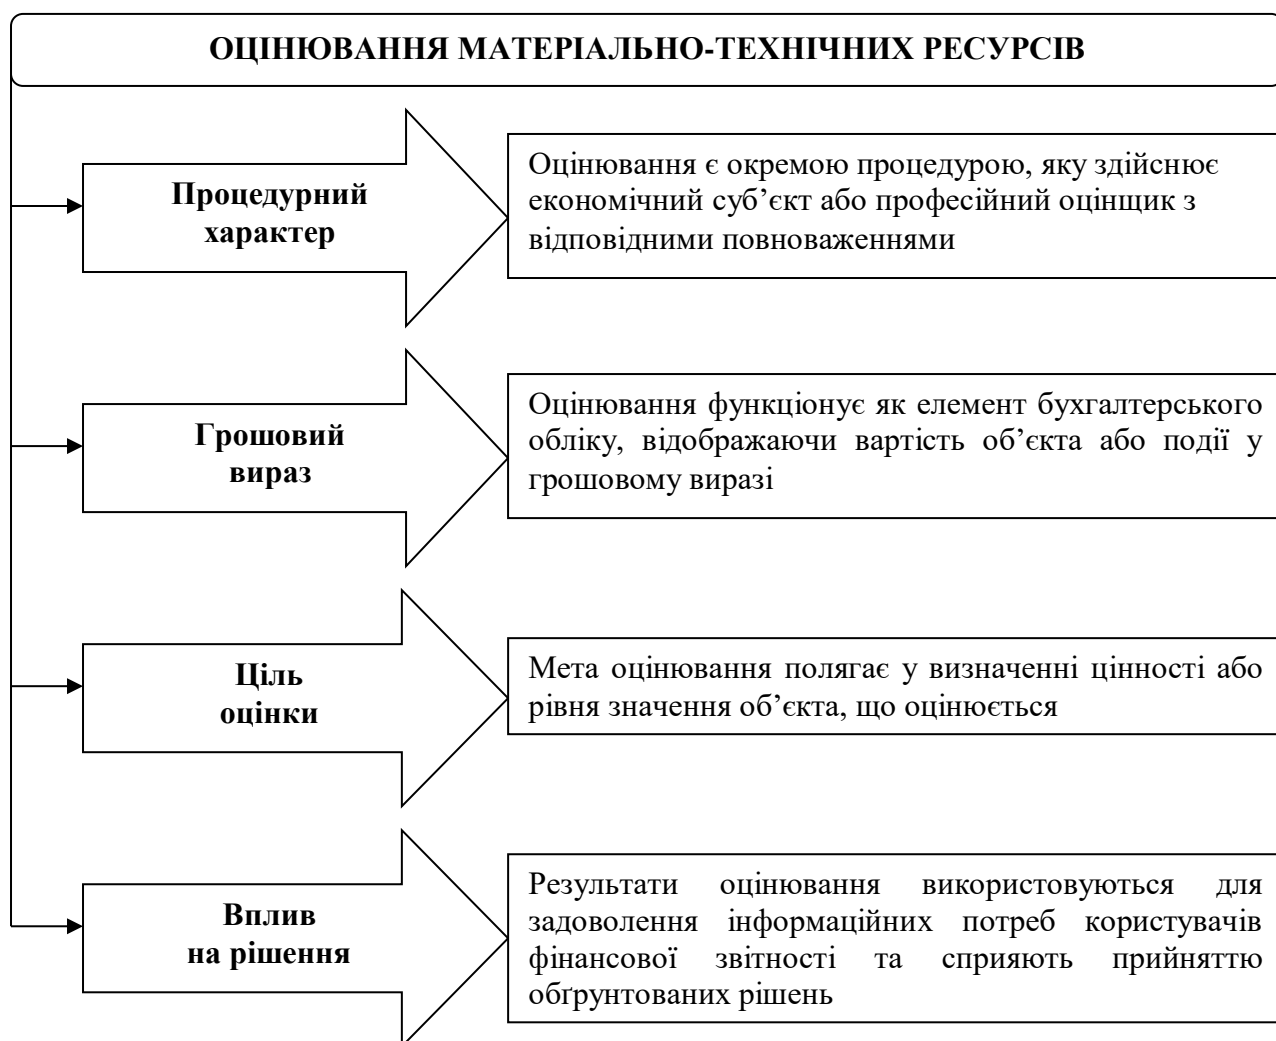 ОЦІНЮВАННЯ МАТЕРІАЛЬНО-ТЕХНІЧНИХ РЕСУРСІВ
Процедурний
характер
Оцінювання є окремою процедурою, яку здійснює
економічний суб’єкт або професійний оцінщик з
відповідними повноваженнями
Грошовий
вираз
Оцінювання функціонує як елемент бухгалтерського
обліку, відображаючи вартість об’єкта або події у
грошовому виразі
Ціль
оцінки
Мета оцінювання полягає у визначенні цінності або
рівня значення об’єкта, що оцінюється
Вплив
на рішення
Результати оцінювання використовуються для
задоволення інформаційних потреб користувачів
фінансової звітності та сприяють прийняттю
обґрунтованих рішень